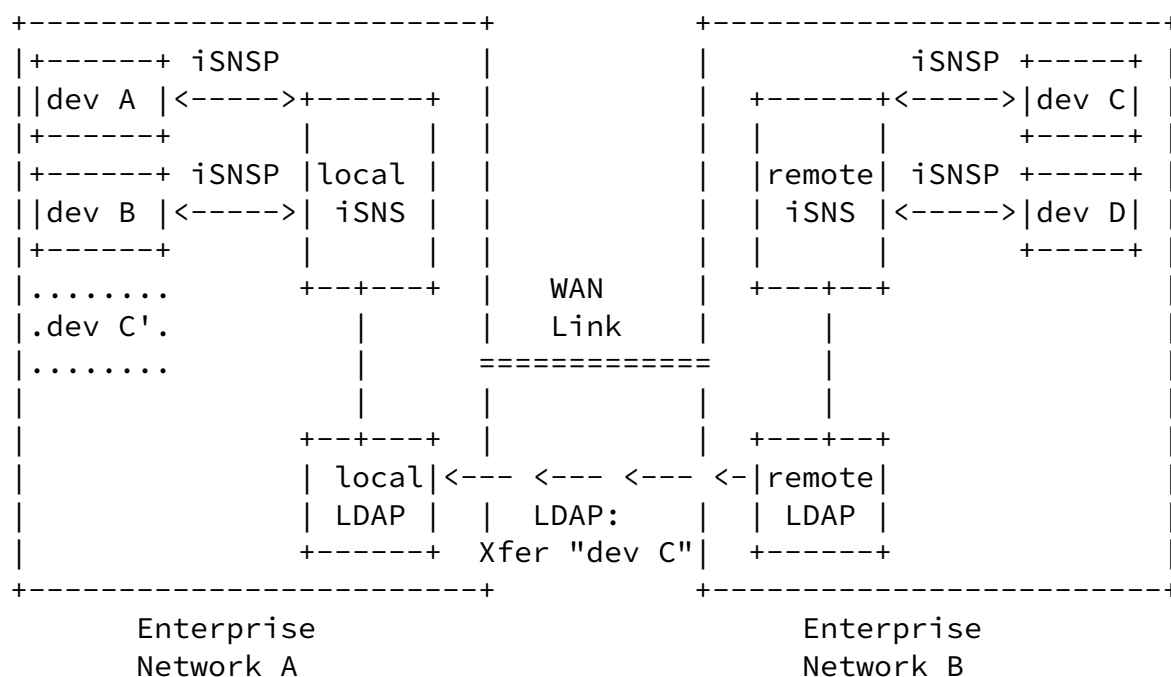 iSNSP iSNSP
dev A dev C
iSNSP local remote iSNSP
dev B iSNS iSNS dev D
WAN
.dev C'. Link
local remote
LDAP LDAP: LDAP
Xfer "dev C"
Enterprise Enterprise
Network A Network B